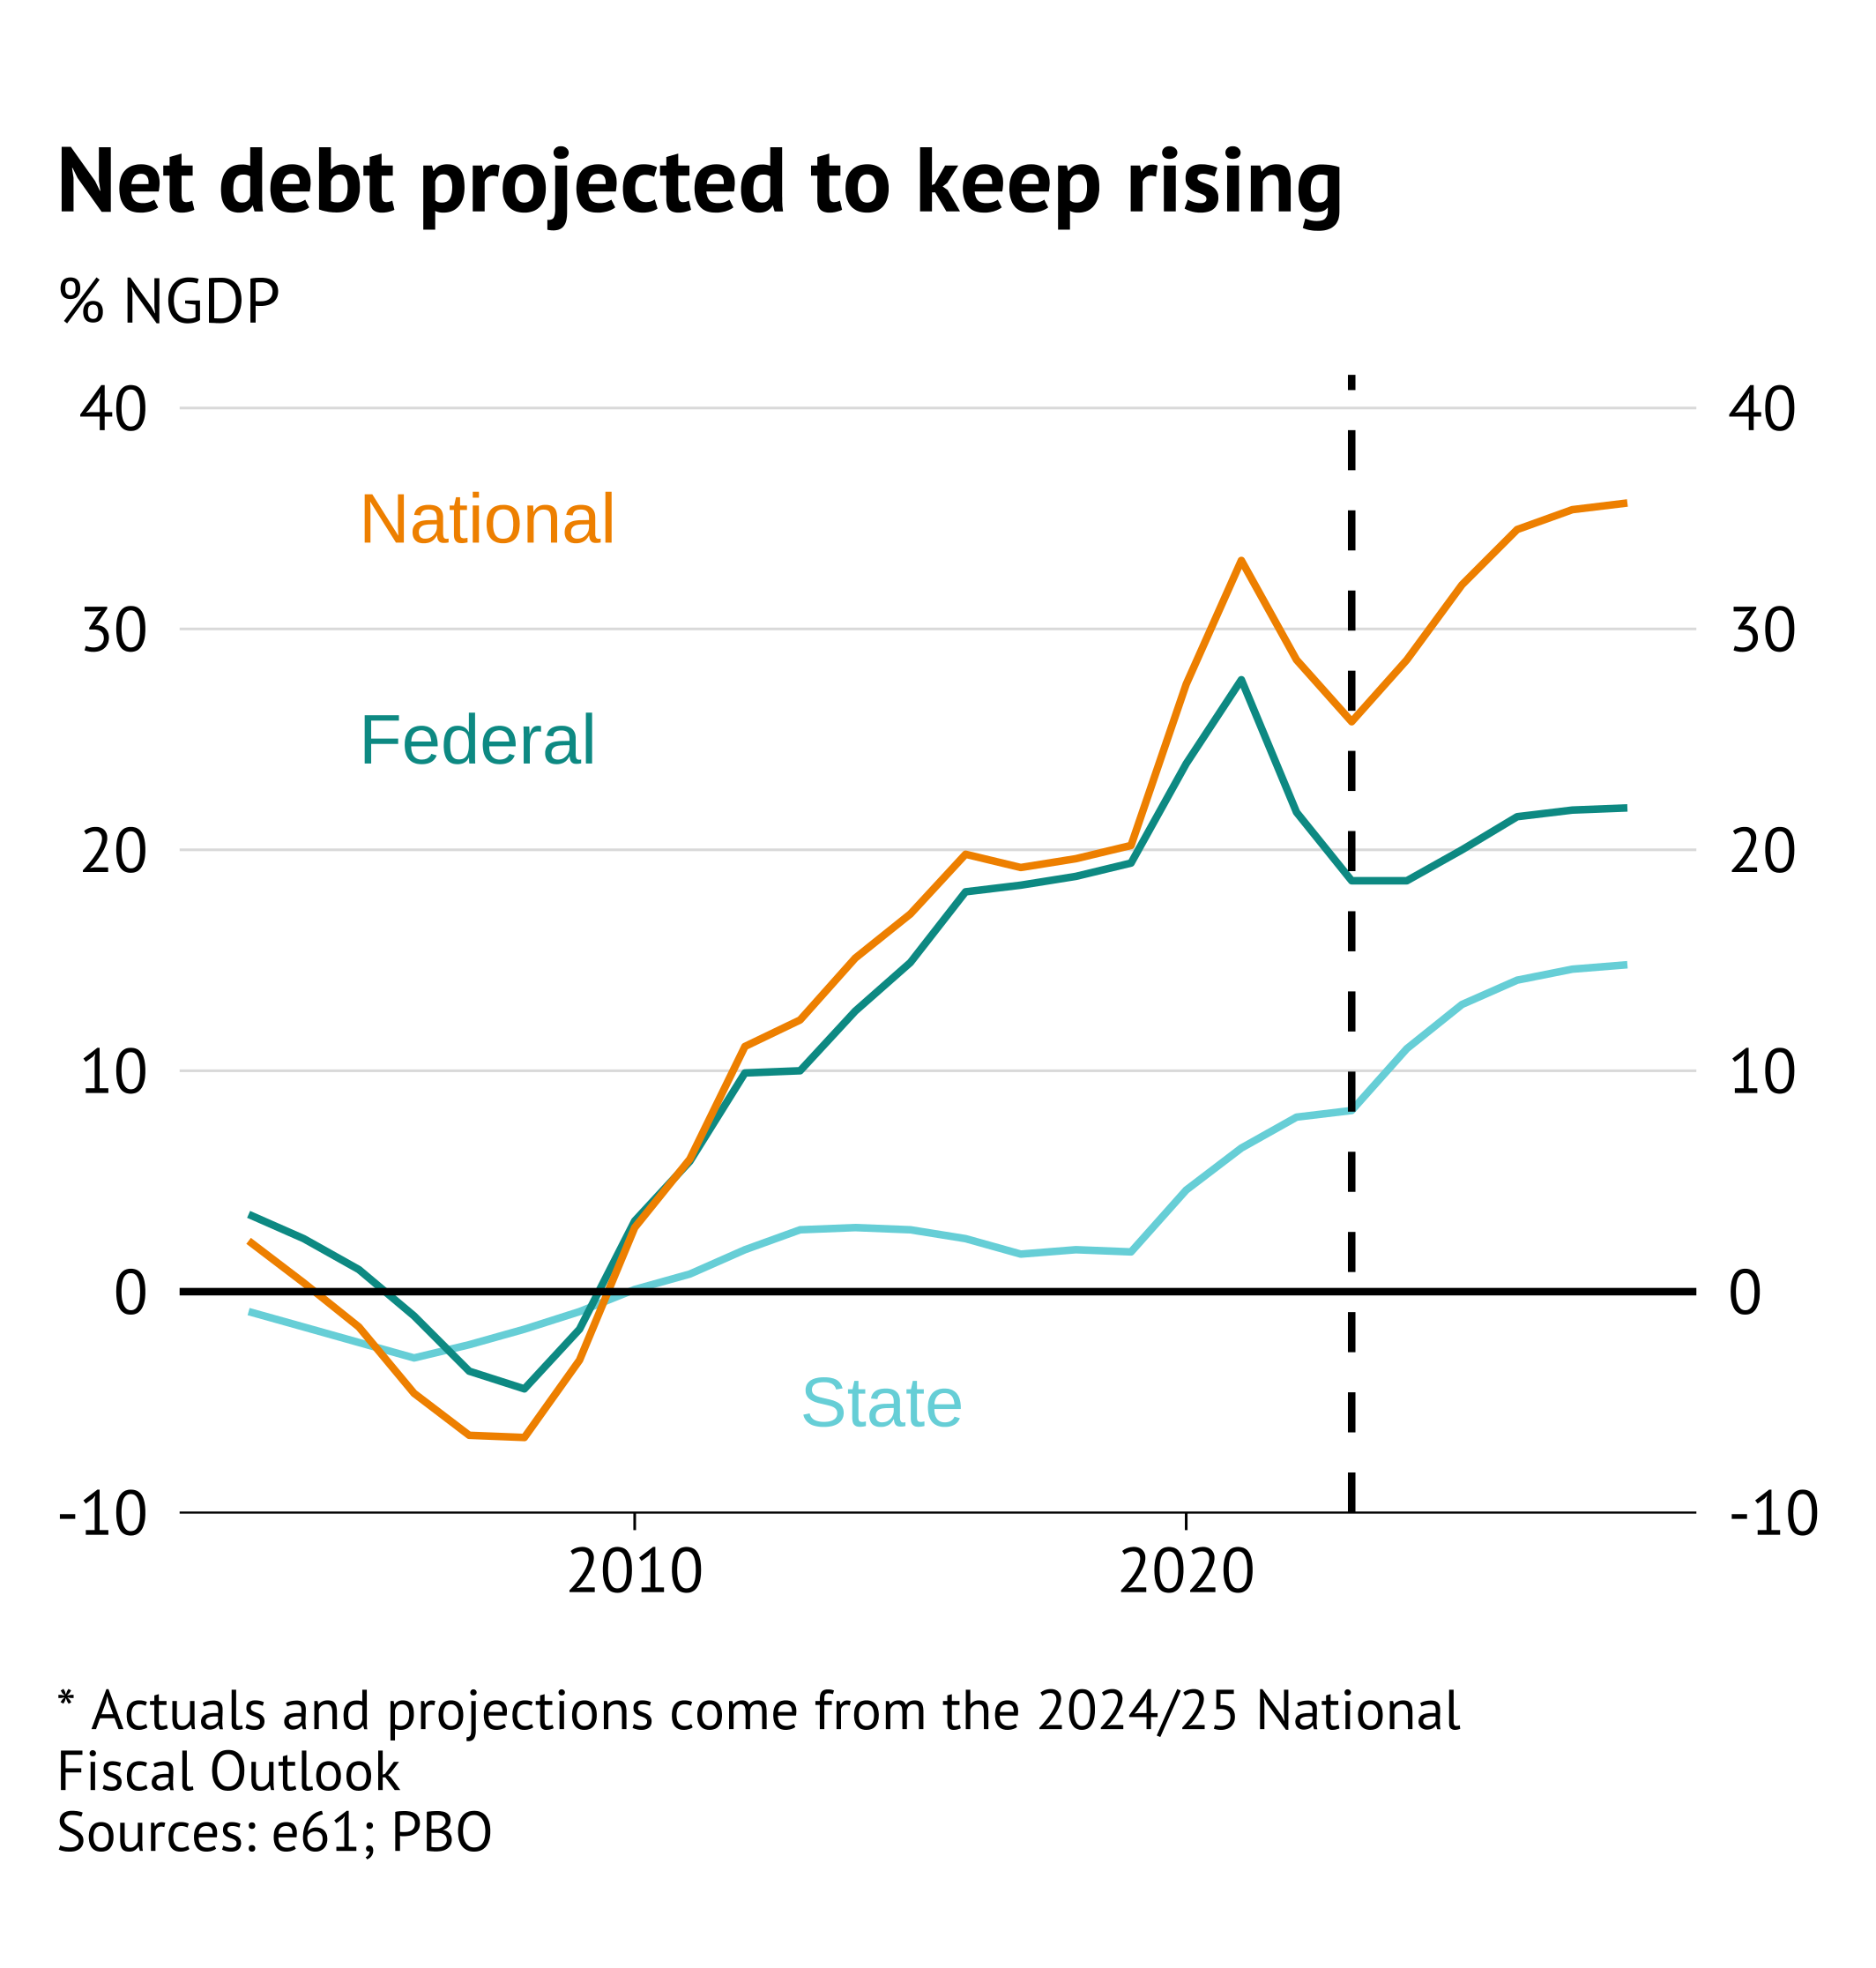 Net debt projected to keep rising
% NGDP
40 40
National
30 30
Federal
20 20
10 10
0 0
State
-10 -10
2010 2020
* Actuals and projections come from the 2024/25 National
Fiscal Outlook
Sources: e61; PBO